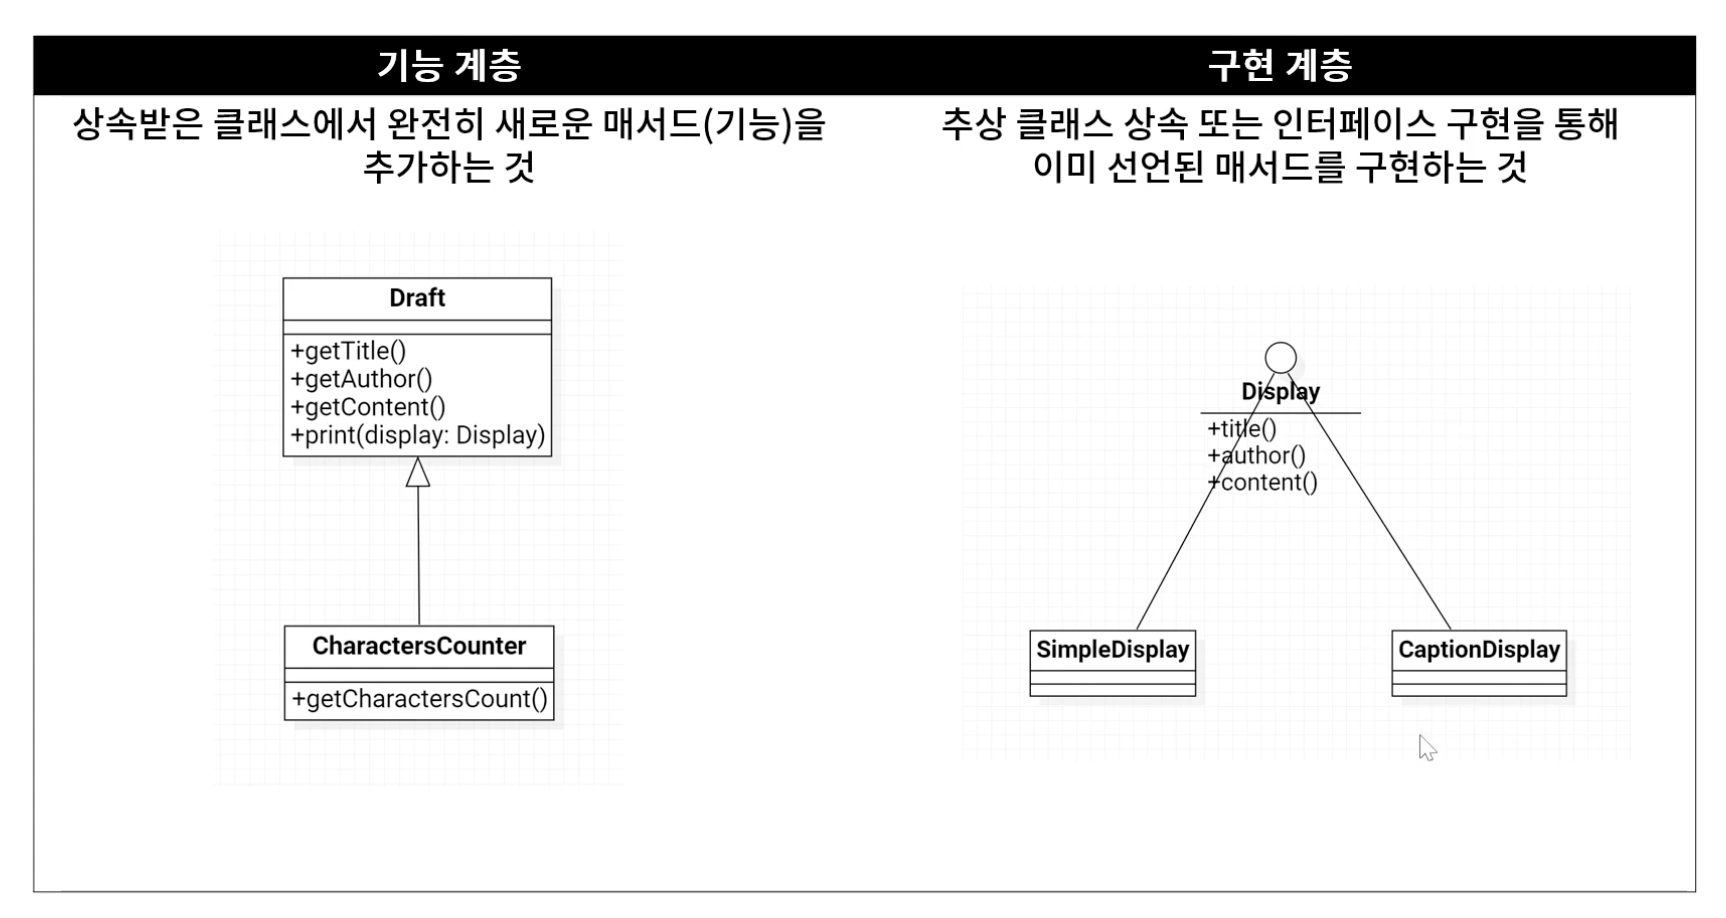 기능 계층
구현 계층
상속받은 클래스에서 완전히 새로운 매서드(기능)을
추가하는 것
추상 클래스 상속 또는 인터페이스 구현을 통해
이미 선언된 매서드를 구현하는 것
Draft
+getTitle()
+getAuthor()
+getContent()
+print(display: Display)
CharactersCounter
+getCharactersCount()
Display
+title()
+author()
+content()
SimpleDisplay
CaptionDisplay